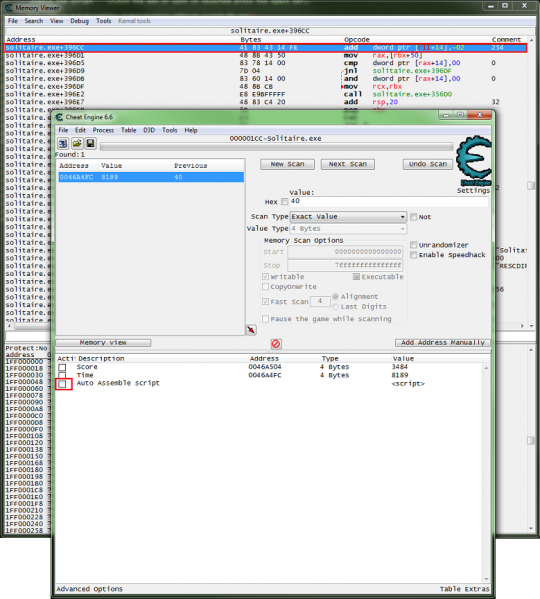 Memory Viewer
File Search View Debug Tools Kernel tools
solitaire.exe+396CC
Address Bytes Opcode Comment
solitaire.exe+396CC 41 83 43 14 FE add dword ptr [r11+14],-02 254
solitaire.exe+396D1 48 8B 43 50 mov rax,[rbx+50]
solitaire.exe+396D5 83 78 14 00 cmp dword ptr [rax+14],00 0
solitaire.exe+396D9 7D 04 jnl solitaire.exe+396DF
solitaire.exe+396DB 83 60 14 00 and dword ptr [rax+14],00 0
solitaire.exe+396DF 48 8B CB mov rcx,rbx
solitaire.exe+396E2 E8 E9BFFFFF call solitaire.exe+356D0
solitaire.exe+396E7 48 83 C4 20 add rsp,20 32
Cheat Engine 6.6
File Edit Process Table D3D Tools Help
000001CC-Solitaire.exe
Found:1
Address Value Previous
0046A4FC 8189 40
New Scan Next Scan Undo Scan
Cheat Engine
Settings
Value:
Hex 40
Scan Type Exact Value Not
Value Type 4 Bytes
Memory Scan Options
Start 0000000000000000
Stop 7fffffffffffffff
Writable Executable
CopyOnWrite
Fast Scan 4 Alignment
Last Digits
Pause the game while scanning
Unrandomizer
Enable Speedhack
Memory view Add Address Manually
Acti Description Address Type Value
Score 0046A504 4 Bytes 3484
Time 0046A4FC 4 Bytes 8189
Auto Assemble script <script>
Protect:No
address
1FF000000 ?
1FF000018 ?
1FF000030 ?
1FF000048 ?
1FF000060 ?
1FF000078 ?
1FF000090 ?
1FF0000A8 ?
1FF0000C0 ?
1FF0000D8 ?
1FF0000F0 ?
1FF000108 ?
1FF000120 ?
1FF000138 ?
1FF000150 ?
1FF000168 ?
1FF000180 ?
1FF000198 ?
1FF0001B0 ?
1FF0001C8 ?
1FF0001E0 ?
1FF0001F8 ?
1FF000210 ?
1FF000228 ?
1FF000240 ?
1FF000258 ?
Advanced Options Table Extras